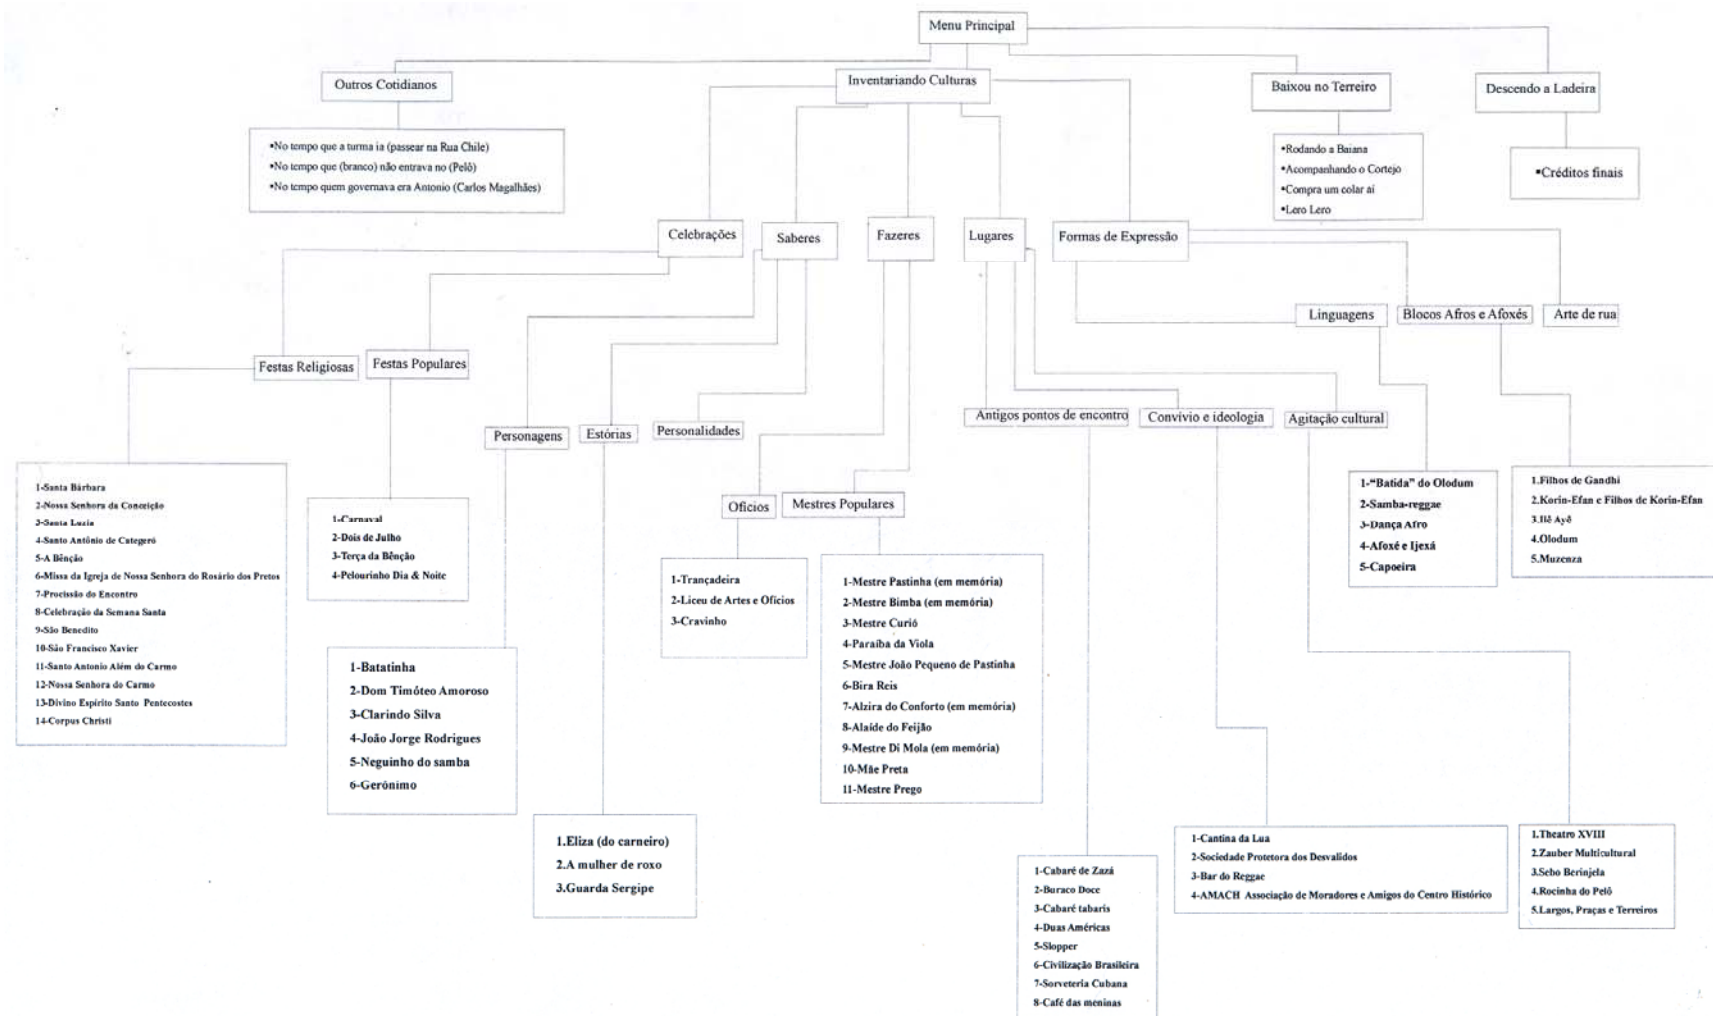 Menu Principal
Outros Cotidianos
Inventariando Culturas
Baixou no Terreiro
Descendo a Ladeira
•No tempo que a turma ia (passear na Rua Chile)
•No tempo que (branco) não entrava no (Pelô)
•No tempo quem governava era Antonio (Carlos Magalhães)
•Rodando a Baiana
•Acompanhando o Cortejo
•Compra um colar aí
•Lero Lero
•Créditos finais
Celebrações
Saberes
Fazeres
Lugares
Formas de Expressão
Linguagens
Blocos Afros e Afoxés
Arte de rua
Festas Religiosas
Festas Populares
Personagens
Estórias
Personalidades
Antigos pontos de encontro
Convívio e ideologia
Agitação cultural
Ofícios
Mestres Populares
1-Santa Bárbara
2-Nossa Senhora da Conceição
3-Santa Luzia
4-Santo Antônio de Categeró
5-A Bênção
6-Missa da Igreja de Nossa Senhora do Rosário dos Pretos
7-Procissão do Encontro
8-Celebração da Semana Santa
9-São Benedito
10-São Francisco Xavier
11-Santo Antonio Além do Carmo
12-Nossa Senhora do Carmo
13-Divino Espírito Santo Pentecostes
14-Corpus Christi
1-Carnaval
2-Dois de Julho
3-Terça da Bênção
4-Pelourinho Dia & Noite
1-Batatinha
2-Dom Timóteo Amoroso
3-Clarindo Silva
4-João Jorge Rodrigues
5-Neguinho do samba
6-Gerônimo
1.Eliza (do carneiro)
2.A mulher de roxo
3.Guarda Sergipe
1-Trançadeira
2-Liceu de Artes e Ofícios
3-Cravinho
1-Mestre Pastinha (em memória)
2-Mestre Bimba (em memória)
3-Mestre Curió
4-Paraíba da Viola
5-Mestre João Pequeno de Pastinha
6-Bira Reis
7-Alzira do Conforto (em memória)
8-Alaíde do Feijão
9-Mestre Di Mola (em memória)
10-Mãe Preta
11-Mestre Prego
1-Cabaré de Zazá
2-Buraco Doce
3-Cabaré tabaris
4-Duas Américas
5-Slopper
6-Civilização Brasileira
7-Sorveteria Cubana
8-Café das meninas
1-Cantina da Lua
2-Sociedade Protetora dos Desvalidos
3-Bar do Reggae
4-AMACH Associação de Moradores e Amigos do Centro Histórico
1.Theatro XVIII
2.Zauber Multicultural
3.Sebo Berinjela
4.Rocinha do Pelô
5.Largos, Praças e Terreiros
1-“Batida” do Olodum
2-Samba-reggae
3-Dança Afro
4-Afoxé e Ijexá
5-Capoeira
1.Filhos de Gandhi
2.Korin-Efan e Filhos de Korin-Efan
3.Ilê Ayê
4.Olodum
5.Muzenza